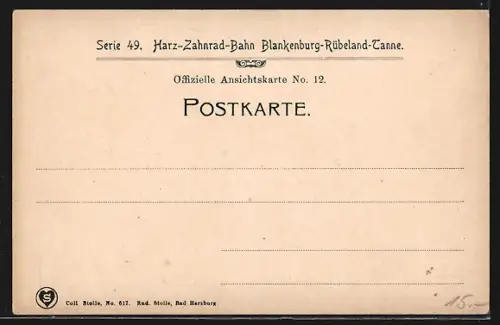 Serie 49. Harz-Zahnrad-Bahn Blankenburg-Rübeland-Tanne.
Offizielle Ansichtskarte No. 12.
POSTKARTE.
S
Coll. Stolle, No. 617. Rud. Stolle, Bad Harzburg
15.-